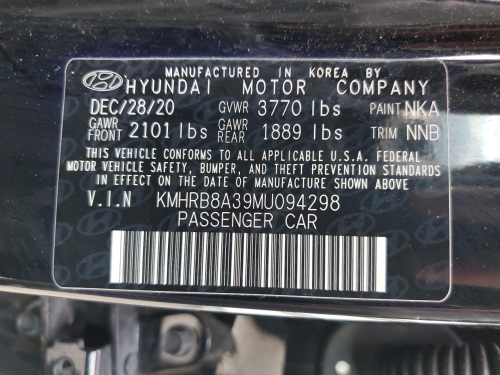 MANUFACTURED IN KOREA BY
HYUNDAI MOTOR COMPANY
DEC/28/20 GVWR 3770 lbs PAINT NKA
GAWR FRONT 2101 lbs GAWR REAR 1889 lbs TRIM NNB
THIS VEHICLE CONFORMS TO ALL APPLICABLE U.S.A. FEDERAL
MOTOR VEHICLE SAFETY, BUMPER, AND THEFT PREVENTION STANDARDS
IN EFFECT ON THE DATE OF MANUFACTURE SHOWN ABOVE
V.I.N KMHRB8A39MU094298
PASSENGER CAR